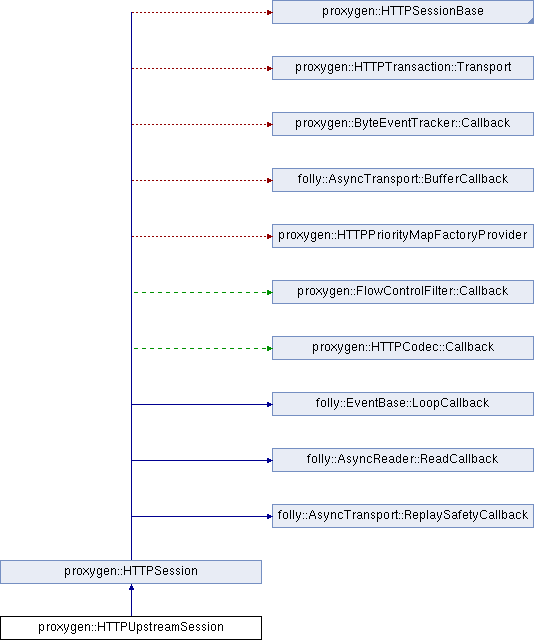 proxygen::HTTPSessionBase
proxygen::HTTPTransaction::Transport
proxygen::ByteEventTracker::Callback
folly::AsyncTransport::BufferCallback
proxygen::HTTPPriorityMapFactoryProvider
proxygen::FlowControlFilter::Callback
proxygen::HTTPCodec::Callback
folly::EventBase::LoopCallback
folly::AsyncReader::ReadCallback
folly::AsyncTransport::ReplaySafetyCallback
proxygen::HTTPSession
proxygen::HTTPUpstreamSession